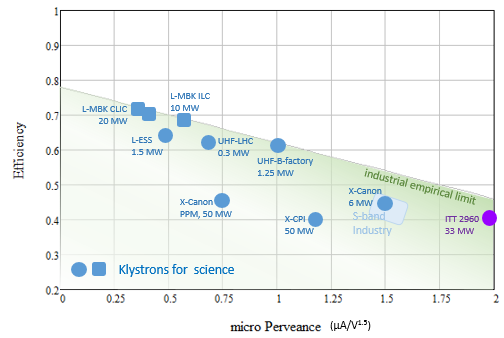 1
0.9
0.8
0.7
0.6
0.5
0.4
0.3
0.2
Efficiency
L-MBK ILC
10 MW
L-MBK CLIC
20 MW
L-ESS
1.5 MW
UHF-LHC
0.3 MW
UHF-B-factory
1.25 MW
industrial empirical limit
X-Canon
PPM, 50 MW
X-CPI
50 MW
X-Canon
6 MW
S-band
Industry
ITT 2960
33 MW
Klystrons for science
0
0.25
0.5
0.75
1
1.25
1.5
1.75
2
micro Perveance (µA/V1.5)